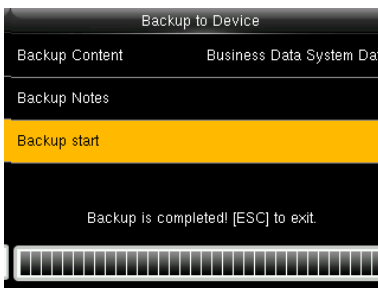 Backup to Device
Backup Content Business Data System Da
Backup Notes
Backup start
Backup is completed! [ESC] to exit.